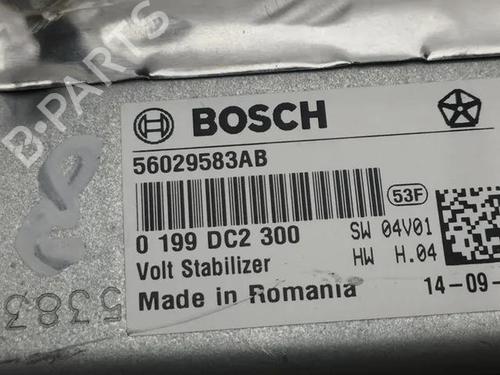 B-PARTS
BOSCH
56029583AB
53F
0 199 DC2 300
SW 04V01
Volt Stabilizer
HW H.04
Made in Romania
14-09-
5383